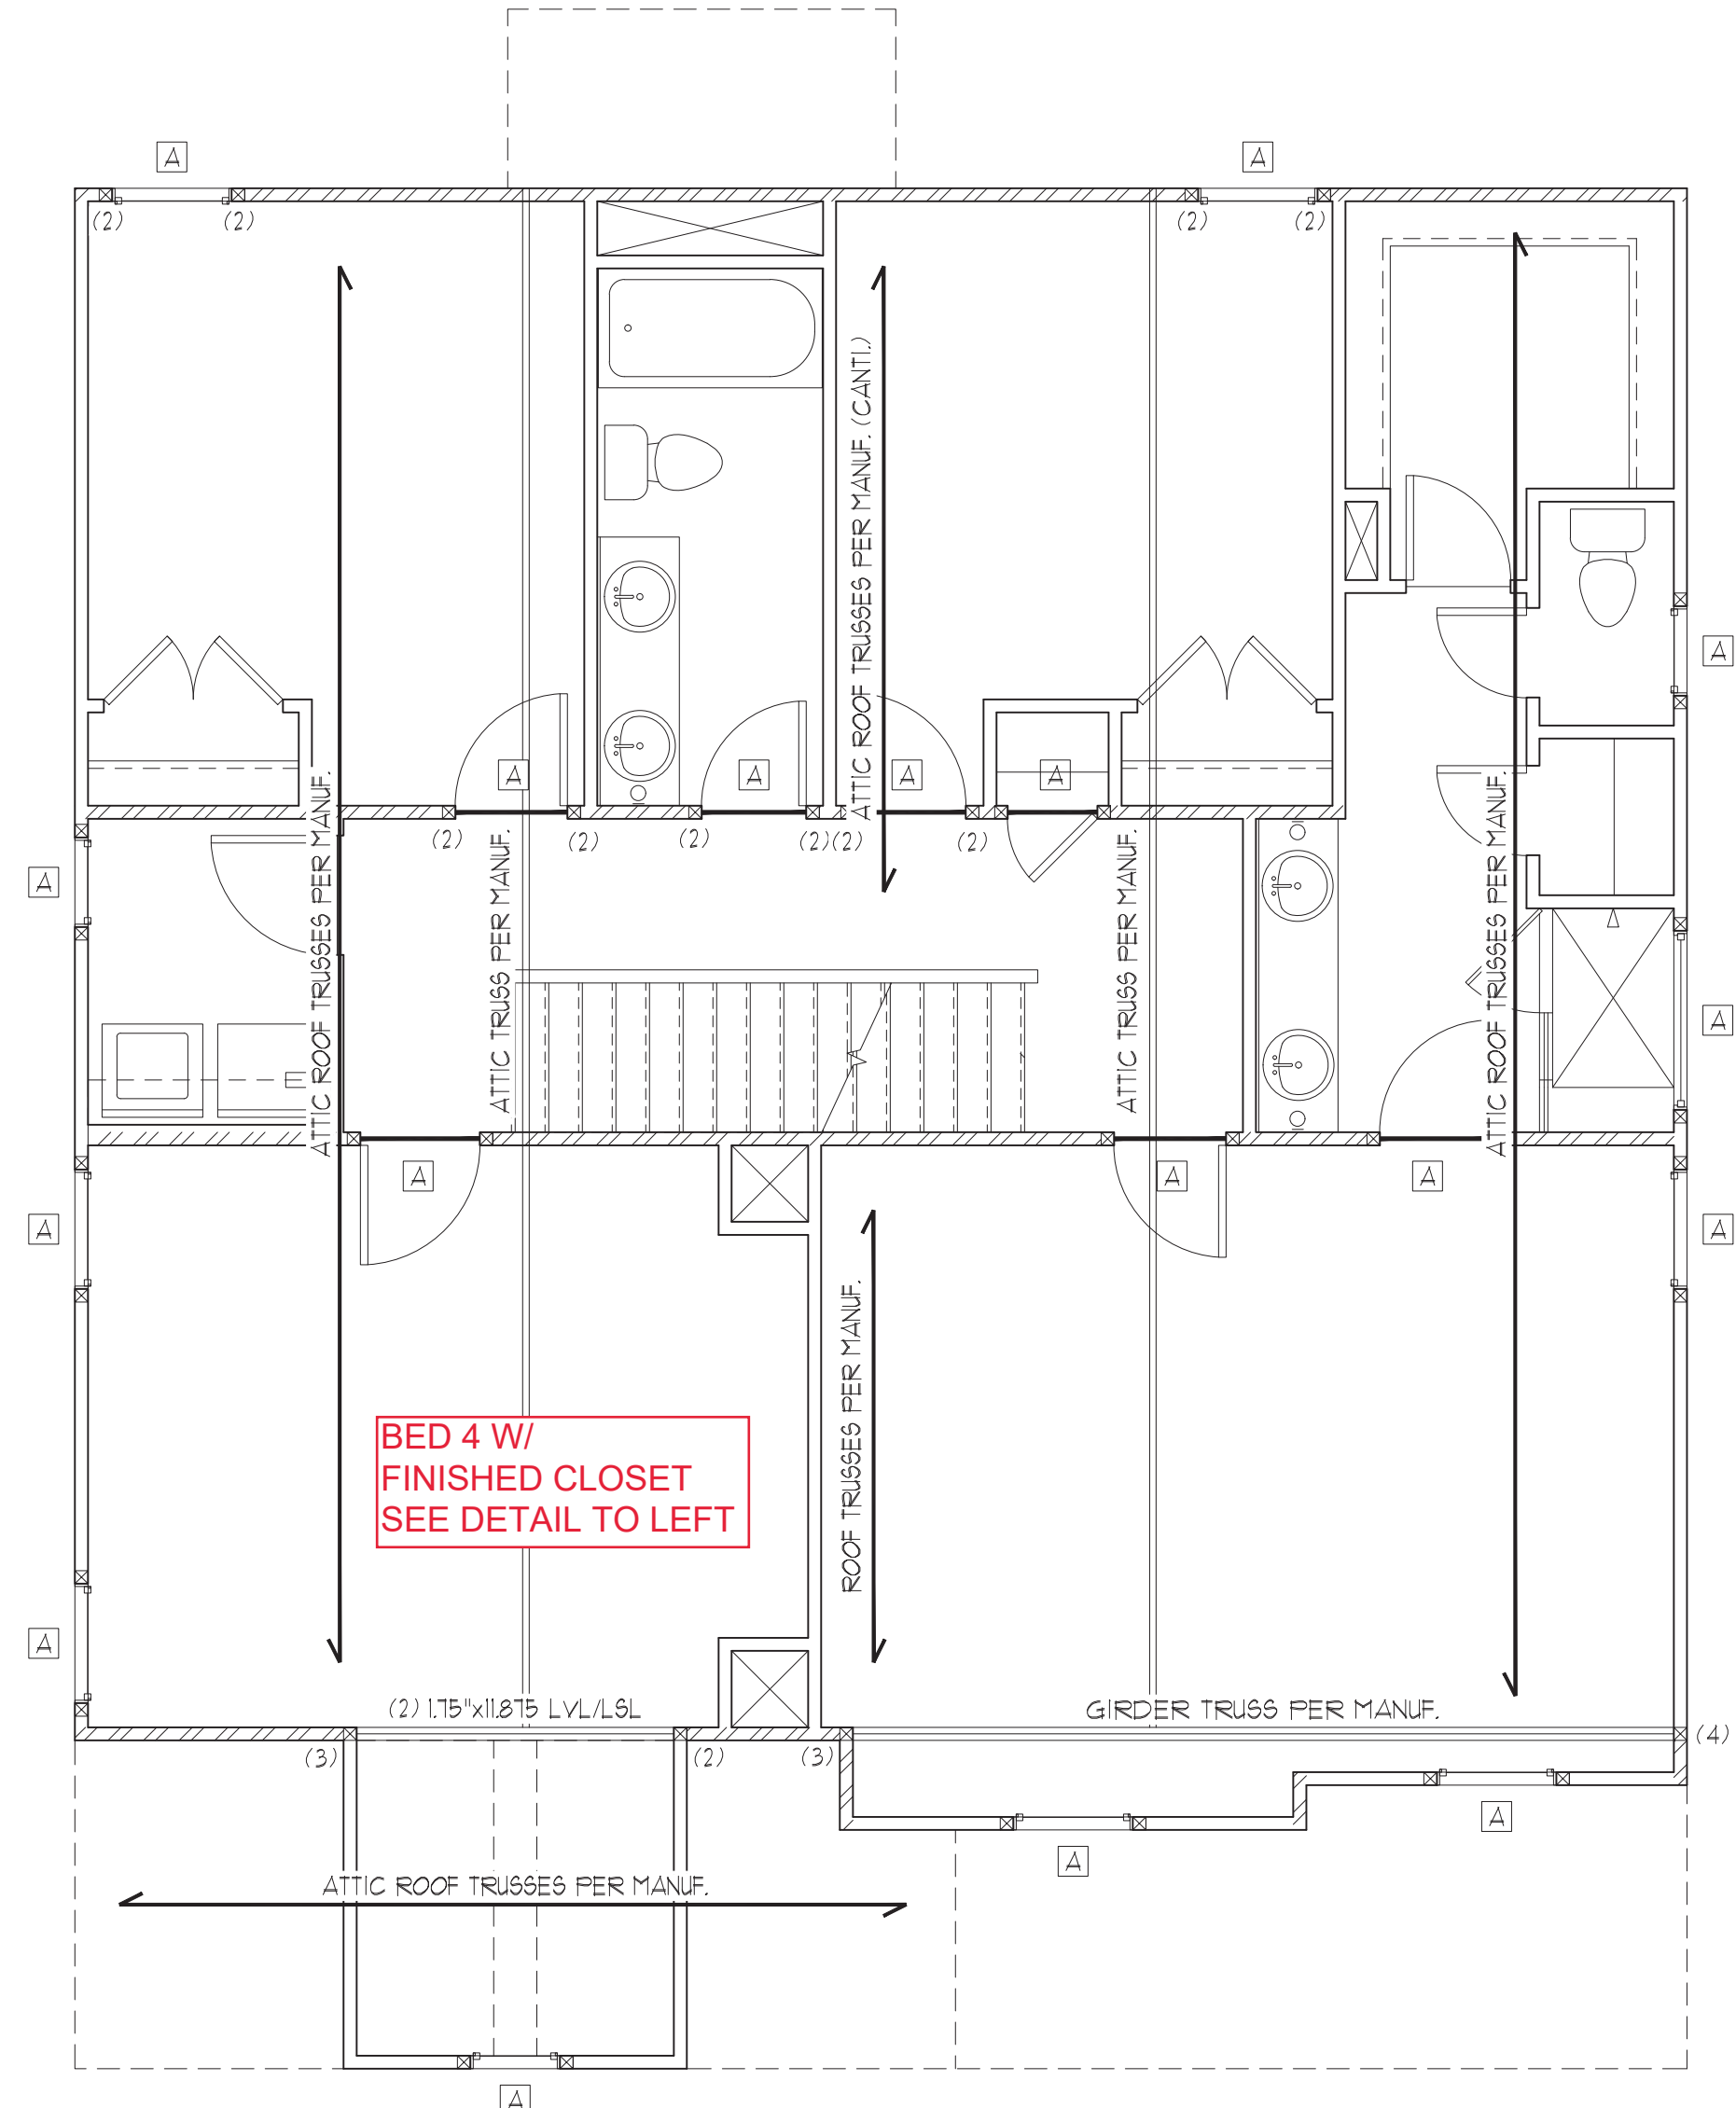 A
A
(2)
(2)
(2)
(2)
ATTIC ROOF TRUSSES PER MANUF. (CANTI.)
A
A
A
A
A
(2)
(2)
(2)
(2)
(2)
(2)
A
ATTIC ROOF TRUSSES PER MANUF.
ATTIC TRUSS PER MANUF.
ATTIC TRUSS PER MANUF.
ATTIC ROOF TRUSSES PER MANUF.
A
A
A
A
A
A
ROOF TRUSSES PER MANUF.
BED 4 W/
FINISHED CLOSET
SEE DETAIL TO LEFT
A
(2) 1.75"x11.875 LVL/LSL
GIRDER TRUSS PER MANUF.
(3)
(2)
(3)
(4)
A
A
ATTIC ROOF TRUSSES PER MANUF.
A